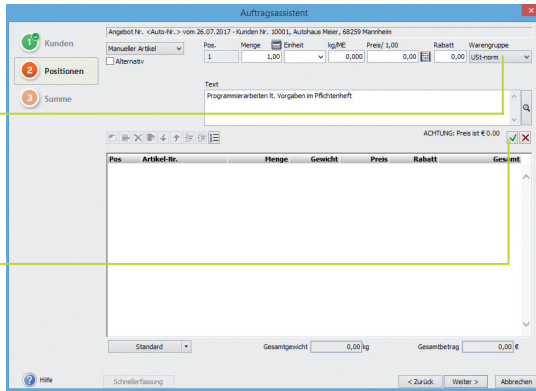 Auftragsassistent
Angebot Nr. <Auto-Nr.> vom 26.07.2017 - Kunden Nr. 10001, Autohaus Meier, 68259 Mannheim
1 Kunden
2 Positionen
3 Summe
Manueller Artikel
Alternativ
Pos. Menge Einheit kg/ME Preis/ 1,00 Rabatt Warengruppe
1 1,00 0,000 0,00 0,00 USt-norm
Text
Programmierarbeiten lt. Vorgaben im Pflichtenheft
ACHTUNG: Preis ist € 0.00
Pos Artikel-Nr. Menge Gewicht Preis Rabatt Gesamt
Standard Gesamtgewicht 0,00 kg Gesamtbetrag 0,00 €
Hilfe Schnellerfassung < Zurück Weiter > Abbrechen